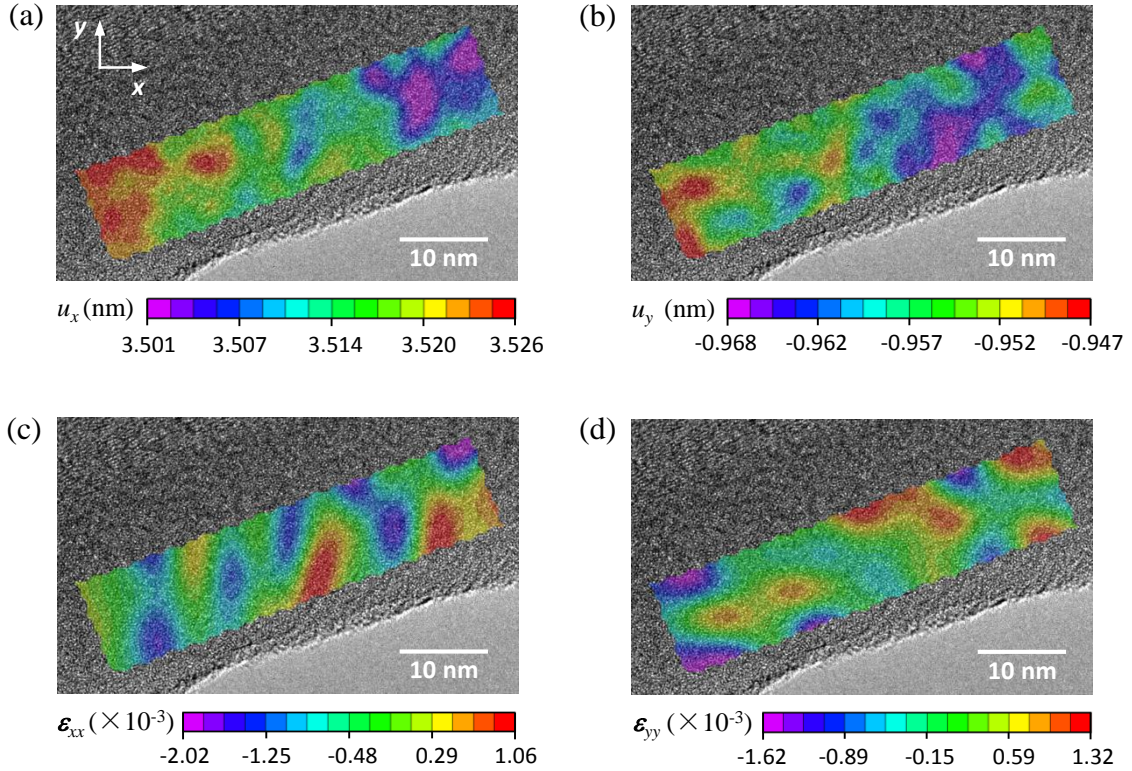 (a)
y
x
10 nm
uₓ (nm)
3.501 3.507 3.514 3.520 3.526
(b)
10 nm
u_y (nm)
-0.968 -0.962 -0.957 -0.952 -0.947
(c)
10 nm
ε_xx (×10⁻³)
-2.02 -1.25 -0.48 0.29 1.06
(d)
10 nm
ε_yy (×10⁻³)
-1.62 -0.89 -0.15 0.59 1.32